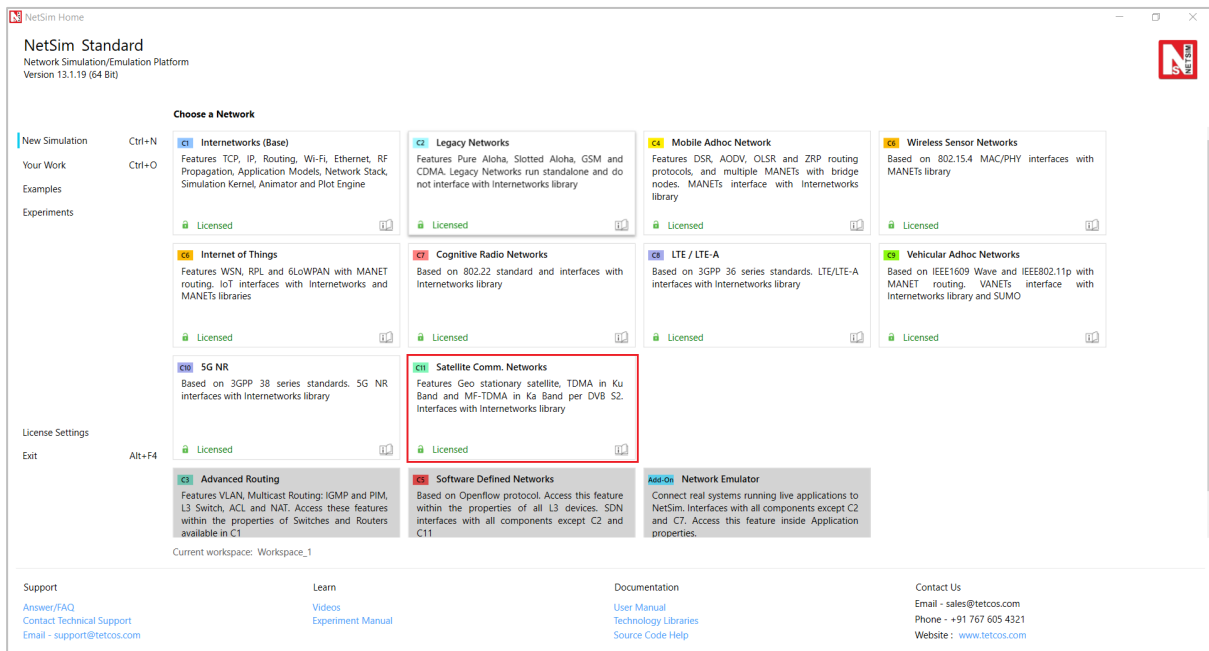 NetSim Home
NetSim Standard
Network Simulation/Emulation Platform
Version 13.1.19 (64 Bit)
NETSIM
Choose a Network
New Simulation Ctrl+N
Your Work Ctrl+O
Examples
Experiments
License Settings
Exit Alt+F4
C1 Internetworks (Base)
Features TCP, IP, Routing, Wi-Fi, Ethernet, RF
Propagation, Application Models, Network Stack,
Simulation Kernel, Animator and Plot Engine
Licensed
C2 Legacy Networks
Features Pure Aloha, Slotted Aloha, GSM and
CDMA. Legacy Networks run standalone and do
not interface with Internetworks library
Licensed
C4 Mobile Adhoc Network
Features DSR, AODV, OLSR and ZRP routing
protocols, and multiple MANETs with bridge
nodes. MANETs interface with Internetworks
library
Licensed
C6 Wireless Sensor Networks
Based on 802.15.4 MAC/PHY interfaces with
MANETs library
Licensed
C6 Internet of Things
Features WSN, RPL and 6LoWPAN with MANET
routing. IoT interfaces with Internetworks and
MANETs libraries
Licensed
C7 Cognitive Radio Networks
Based on 802.22 standard and interfaces with
Internetworks library
Licensed
C8 LTE / LTE-A
Based on 3GPP 36 series standards. LTE/LTE-A
interfaces with Internetworks library
Licensed
C9 Vehicular Adhoc Networks
Based on IEEE1609 Wave and IEEE802.11p with
MANET routing. VANETs interface with
Internetworks library and SUMO
Licensed
C10 5G NR
Based on 3GPP 38 series standards. 5G NR
interfaces with Internetworks library
Licensed
C11 Satellite Comm. Networks
Features Geo stationary satellite, TDMA in Ku
Band and MF-TDMA in Ka Band per DVB S2.
Interfaces with Internetworks library
Licensed
C3 Advanced Routing
Features VLAN, Multicast Routing: IGMP and PIM,
L3 Switch, ACL and NAT. Access these features
within the properties of Switches and Routers
available in C1
C5 Software Defined Networks
Based on Openflow protocol. Access this feature
within the properties of all L3 devices. SDN
interfaces with all components except C2 and
C11
Add-On Network Emulator
Connect real systems running live applications to
NetSim. Interfaces with all components except C2
and C7. Access this feature inside Application
properties.
Current workspace: Workspace_1
Support
Answer/FAQ
Contact Technical Support
Email - support@tetcos.com
Learn
Videos
Experiment Manual
Documentation
User Manual
Technology Libraries
Source Code Help
Contact Us
Email - sales@tetcos.com
Phone - +91 767 605 4321
Website : www.tetcos.com